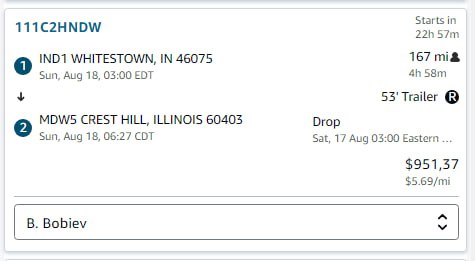 111C2HNDW
Starts in
22h 57m
1 IND1 WHITESTOWN, IN 46075
Sun, Aug 18, 03:00 EDT
167 mi
4h 58m
53' Trailer R
2 MDW5 CREST HILL, ILLINOIS 60403
Sun, Aug 18, 06:27 CDT
Drop
Sat, 17 Aug 03:00 Eastern ...
$951,37
$5.69/mi
B. Bobiev